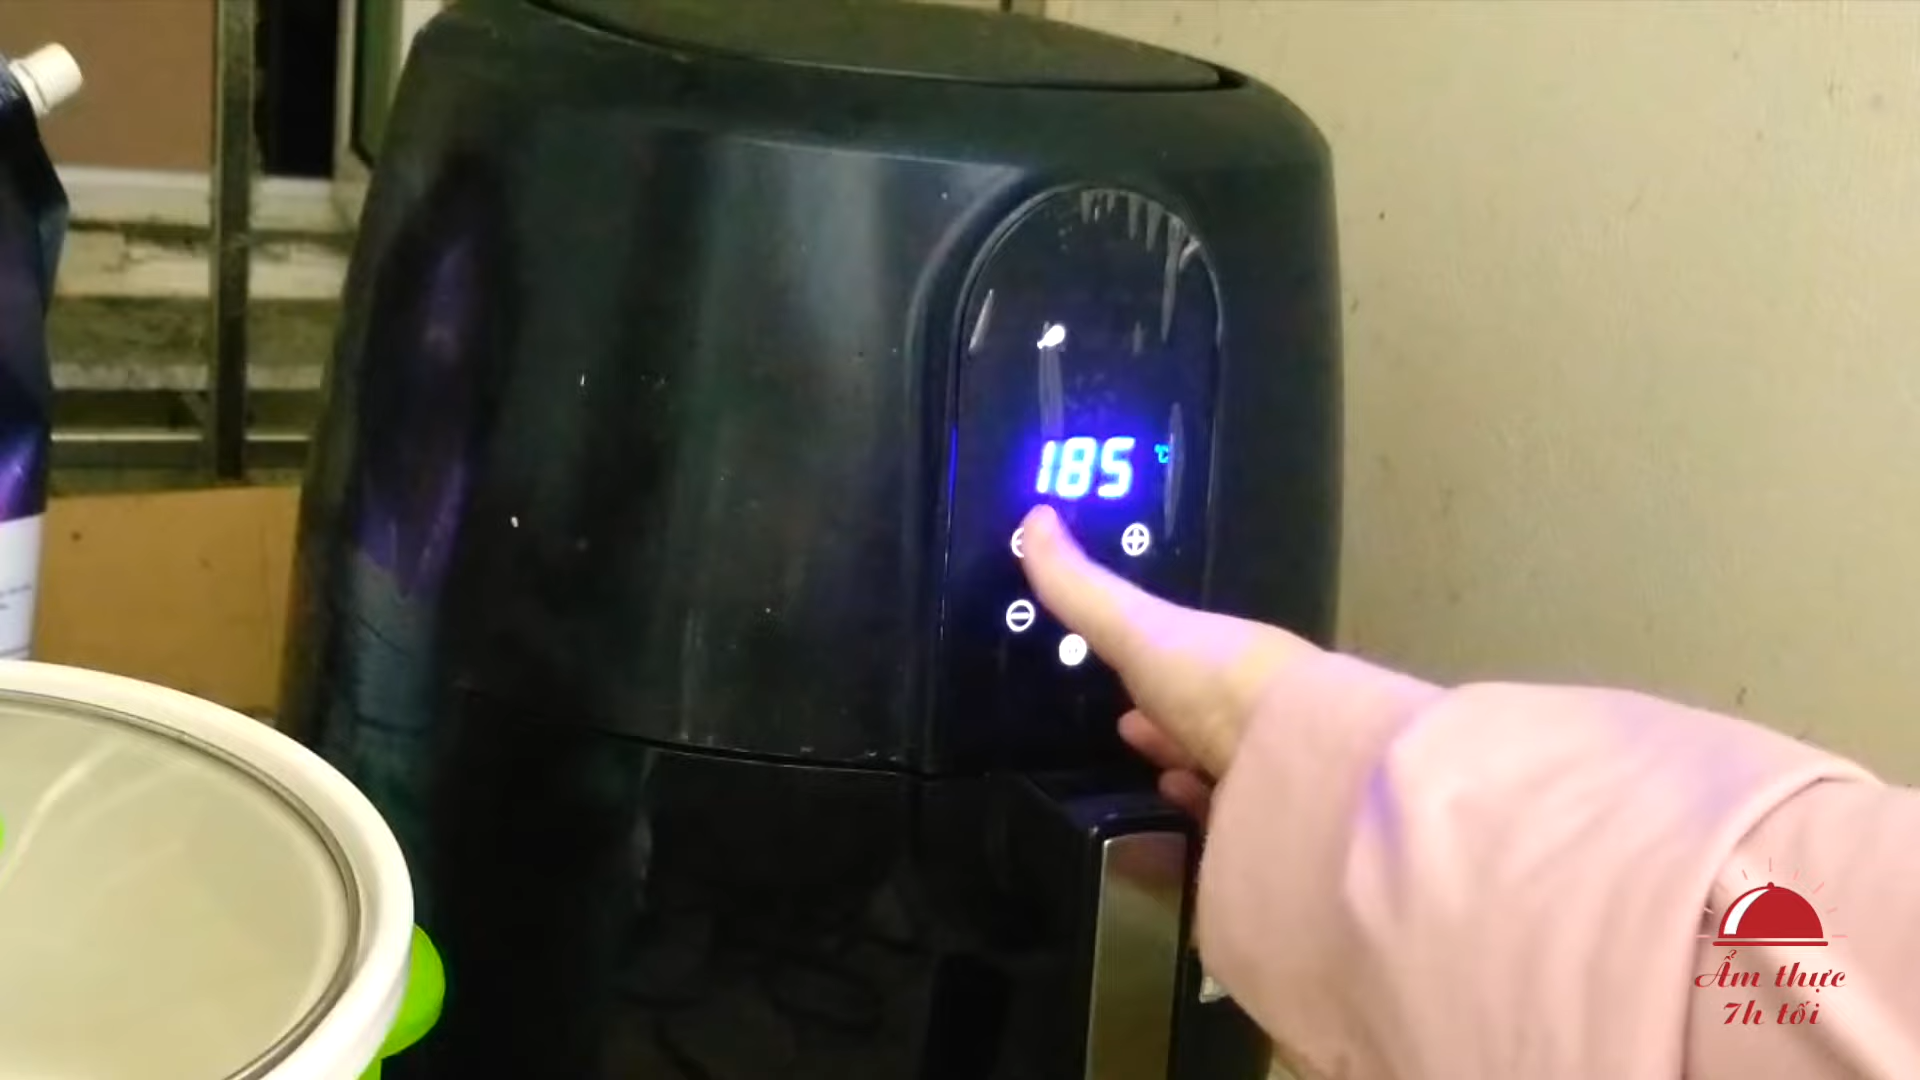 185 °C
Ẩm thực
7h tối